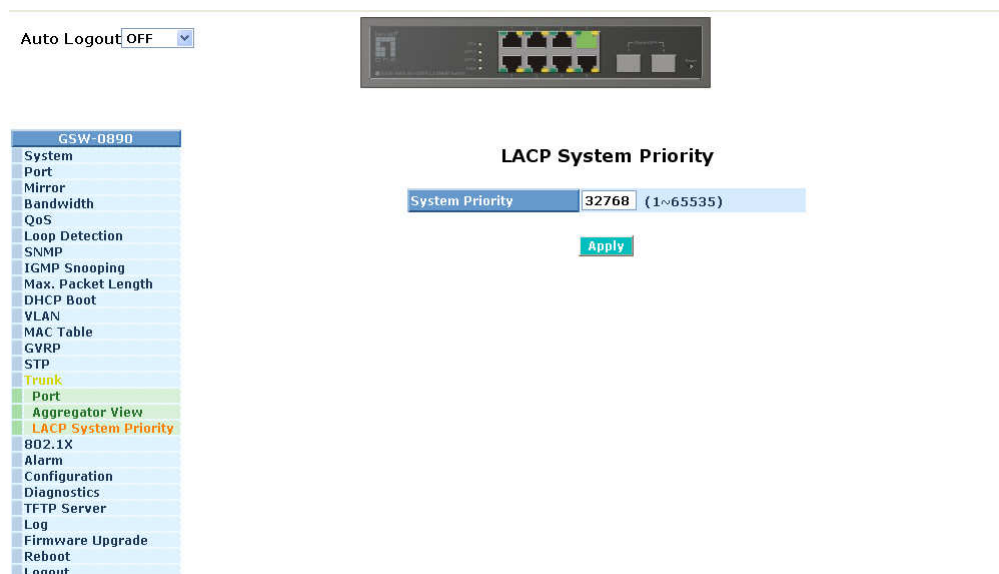 Auto Logout OFF
GSW-0890
System
Port
Mirror
Bandwidth
QoS
Loop Detection
SNMP
IGMP Snooping
Max. Packet Length
DHCP Boot
VLAN
MAC Table
GVRP
STP
Trunk
Port
Aggregator View
LACP System Priority
802.1X
Alarm
Configuration
Diagnostics
TFTP Server
Log
Firmware Upgrade
Reboot
Logout
LACP System Priority
System Priority 32768 (1~65535)
Apply